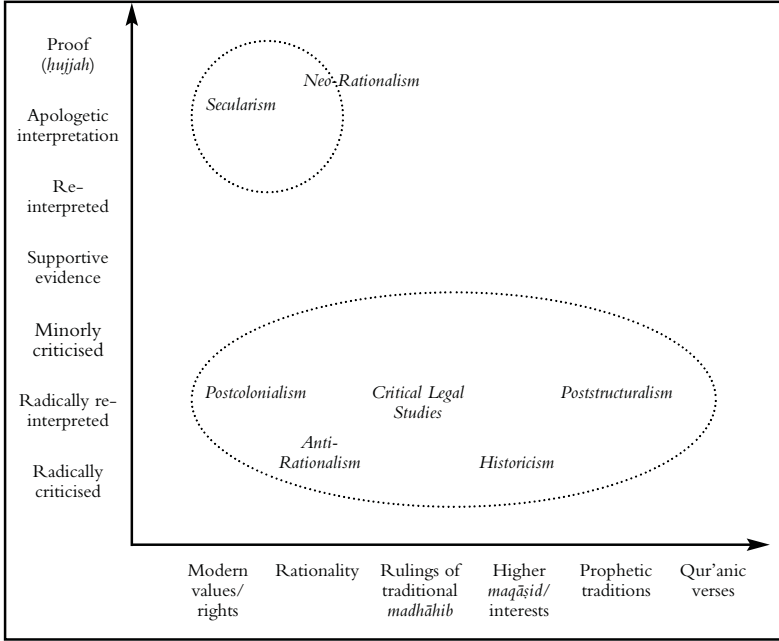 Proof
(ḥujjah)
Apologetic
interpretation
Re-
interpreted
Supportive
evidence
Minorly
criticised
Radically re-
interpreted
Radically
criticised
Neo-Rationalism
Secularism
Postcolonialism
Critical Legal
Studies
Poststructuralism
Anti-
Rationalism
Historicism
Modern
values/
rights
Rationality
Rulings of
traditional
madhāhib
Higher
maqāṣid/
interests
Prophetic
traditions
Qur’anic
verses